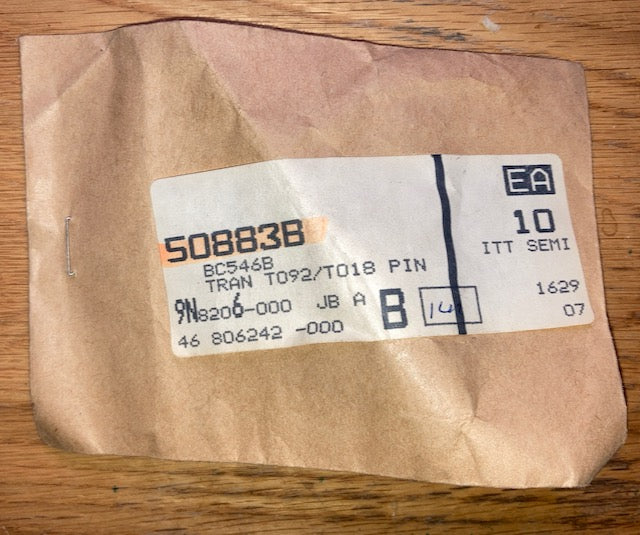 EA
50883B
10
BC546B
ITT SEMI
TRAN TO92/TO18 PIN
9N8206-000 JB A B 14
1629
46 806242 -000
07